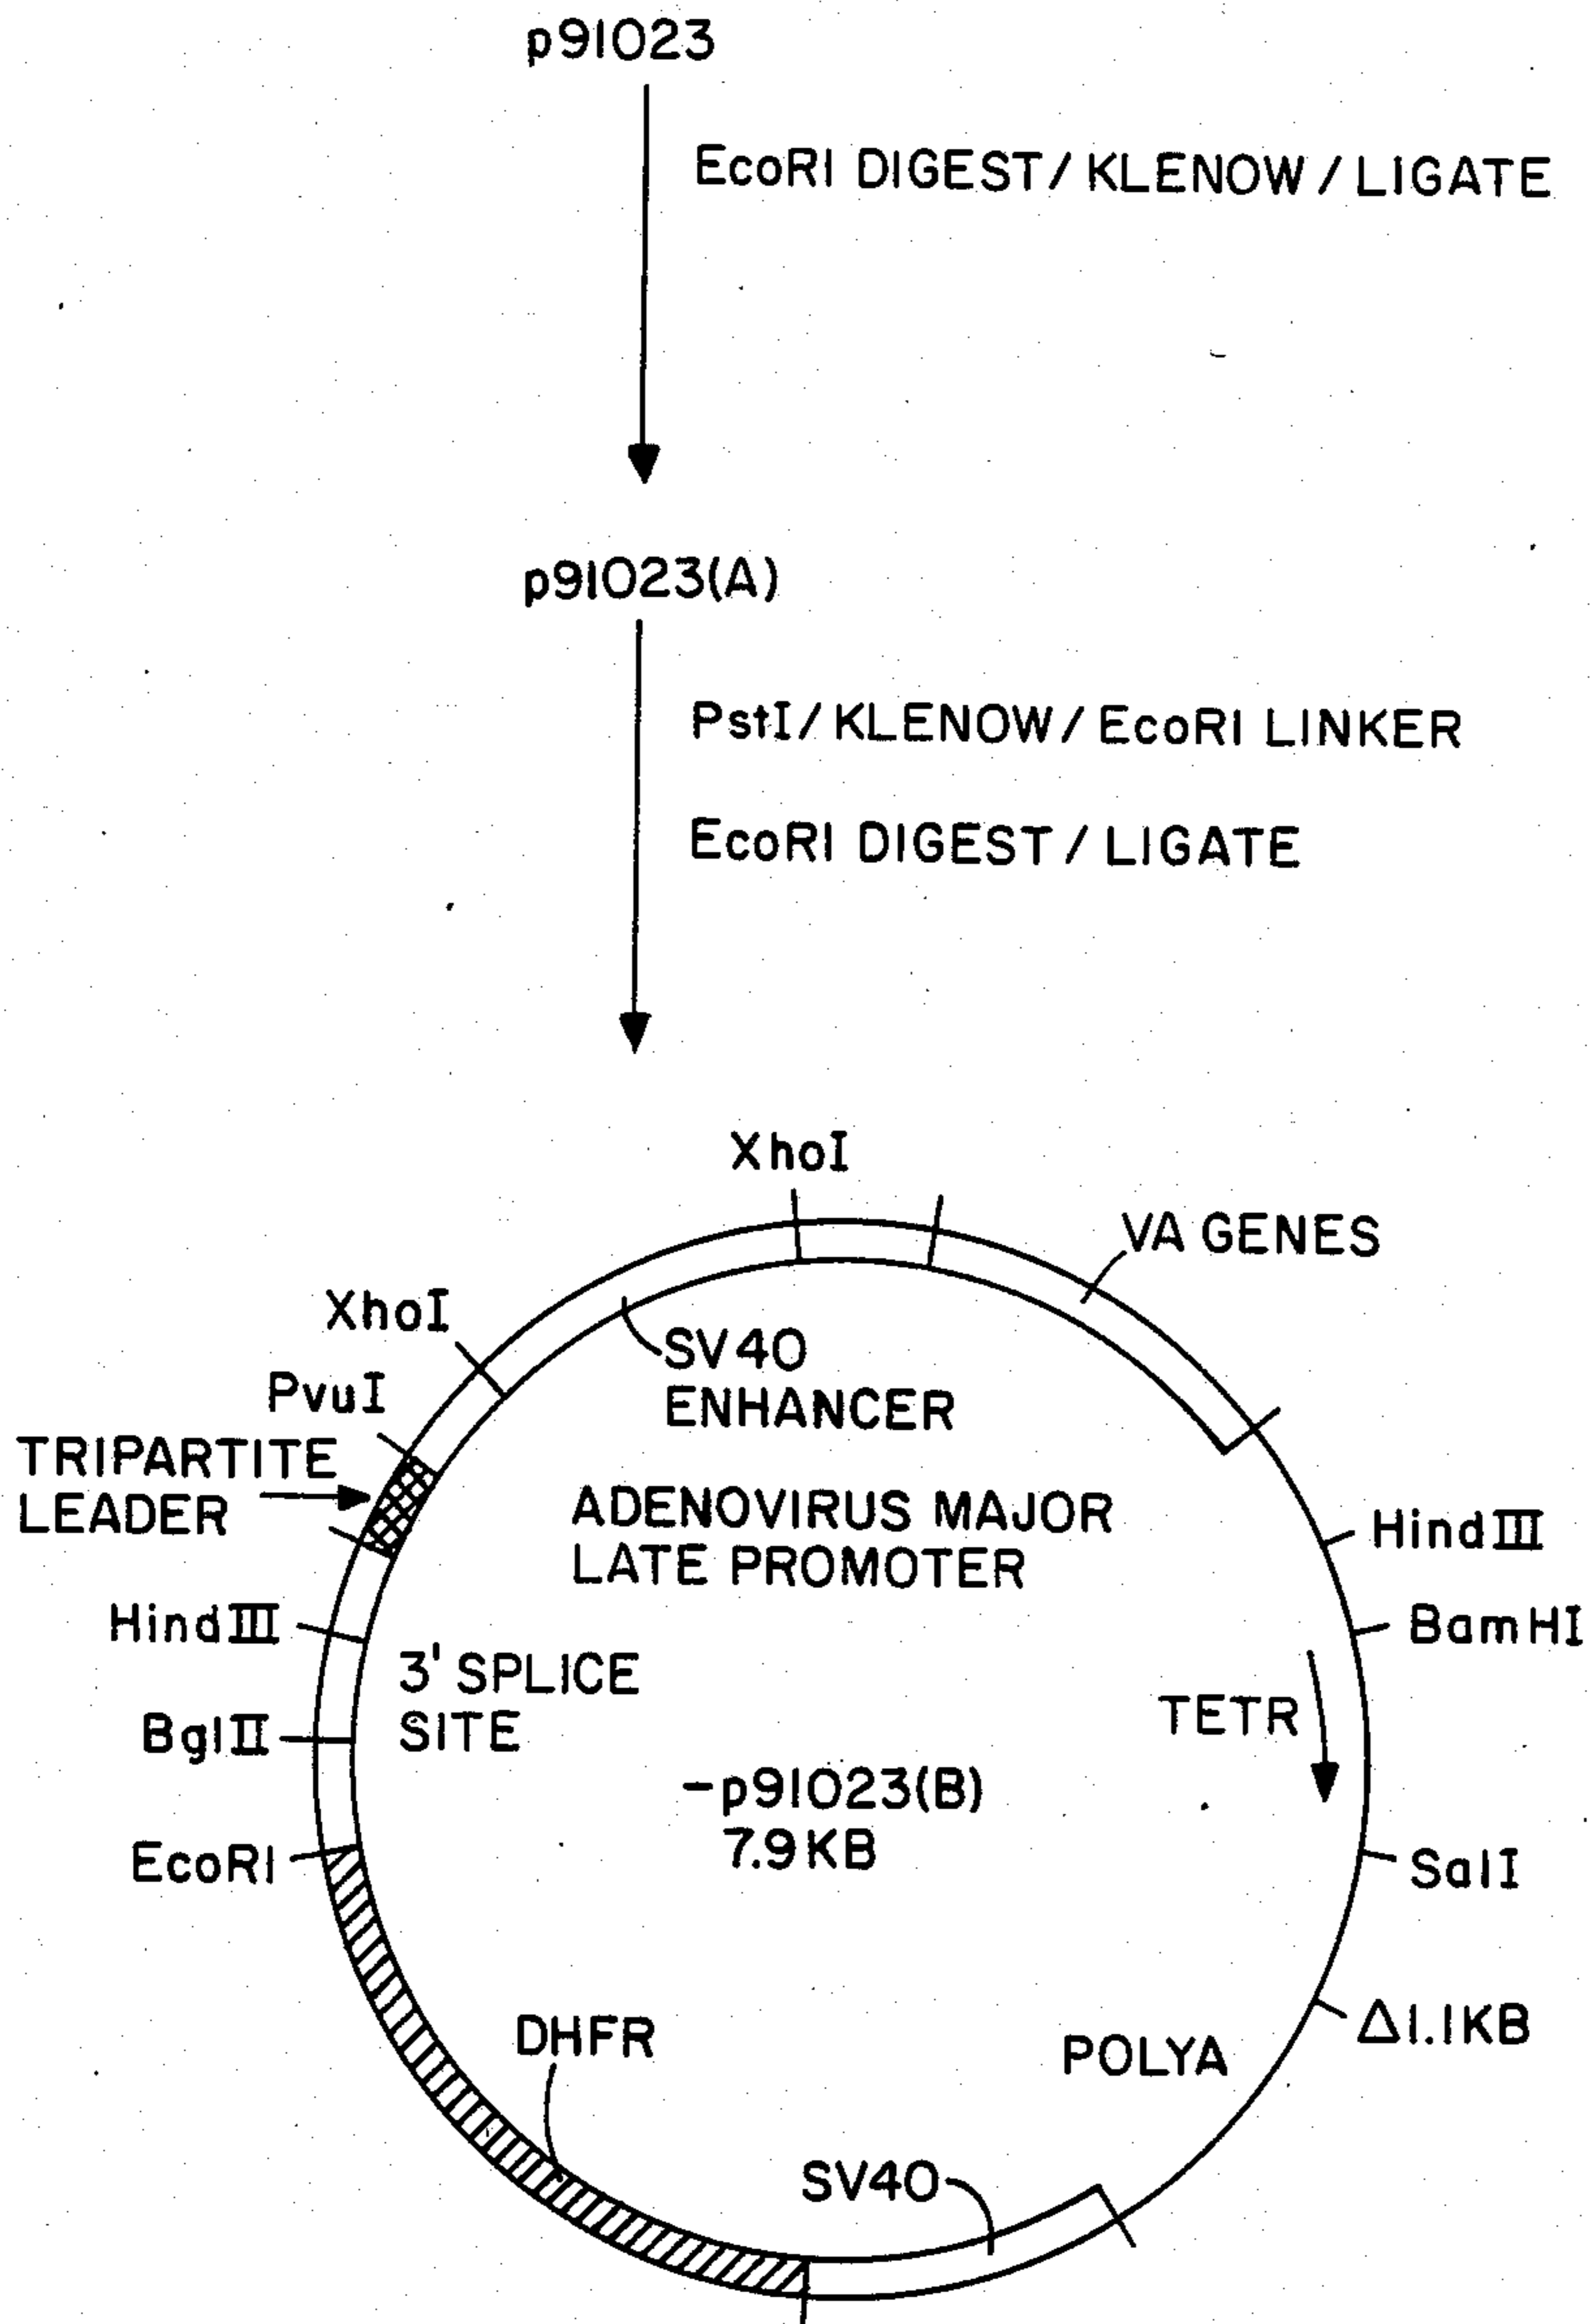 p91023
EcoRI DIGEST/KLENOW/LIGATE
p91023(A)
PstI/KLENOW/EcoRI LINKER
EcoRI DIGEST/LIGATE
XhoI
VA GENES
XhoI
SV40
ENHANCER
PvuI
TRIPARTITE
LEADER
ADENOVIRUS MAJOR
LATE PROMOTER
HindIII
HindIII
BamHI
3' SPLICE
SITE
TETR
BglII
-p91023(B)
7.9KB
EcoRI
SalI
DHFR
POLYA
Δ1.1KB
SV40